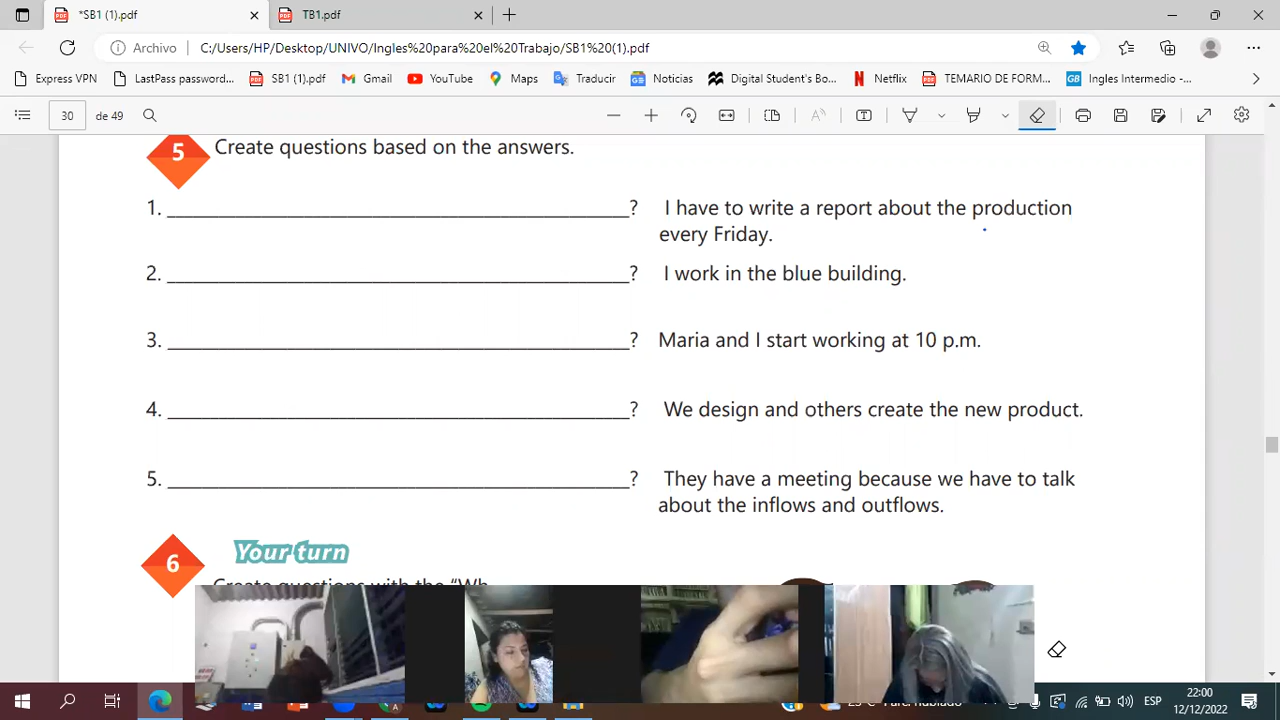 *SB1 (1).pdf
TB1.pdf
Archivo
C:/Users/HP/Desktop/UNIVO/Ingles%20para%20el%20Trabajo/SB1%20(1).pdf
Express VPN
LastPass password...
SB1 (1).pdf
Gmail
YouTube
Maps
Traducir
Noticias
Digital Student's Bo...
Netflix
TEMARIO DE FORM...
Ingles Intermedio -...
30 de 49
5 Create questions based on the answers.
1. ? I have to write a report about the production
every Friday.
2. ? I work in the blue building.
3. ? Maria and I start working at 10 p.m.
4. ? We design and others create the new product.
5. ? They have a meeting because we have to talk
about the inflows and outflows.
6 Your turn
Create questions with the "Wh
ESP
22:00
12/12/2022